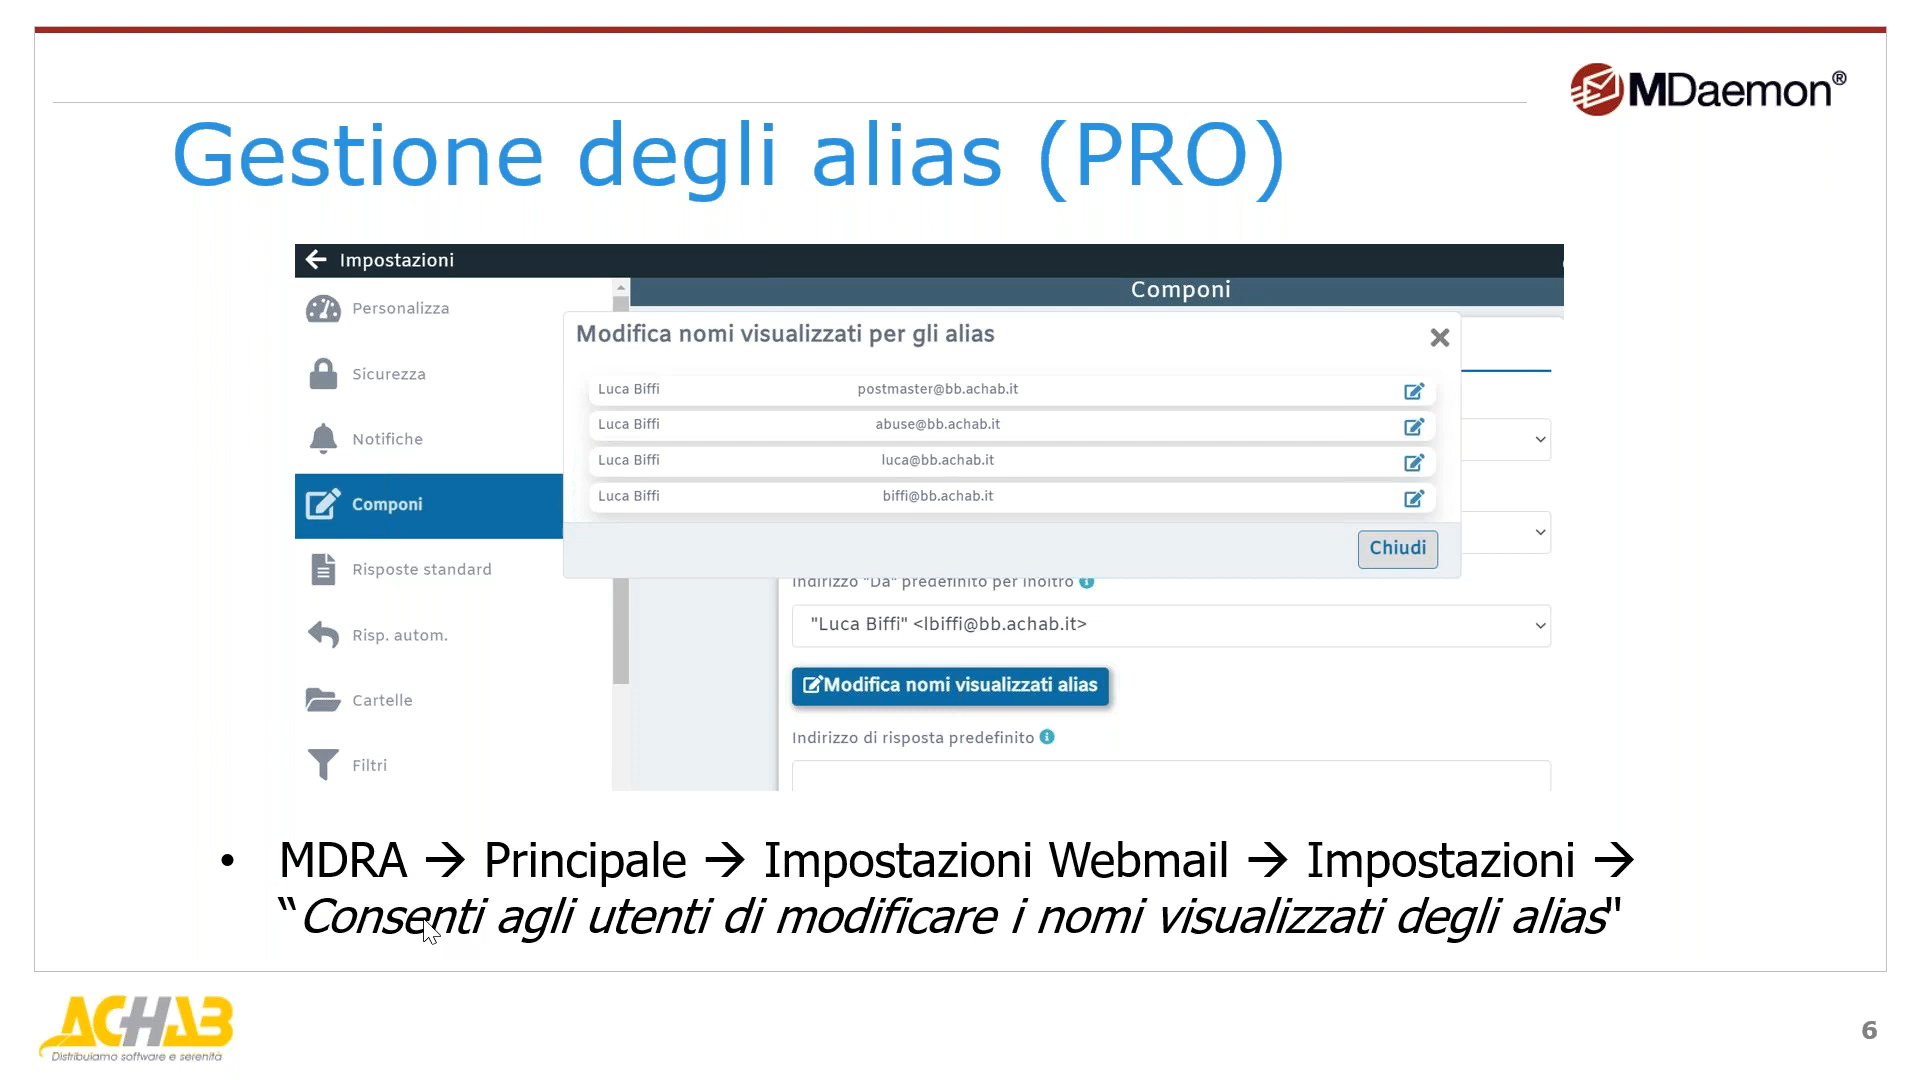 MDaemon®
Gestione degli alias (PRO)
Impostazioni
Componi
Personalizza
Sicurezza
Notifiche
Componi
Risposte standard
Risp. autom.
Cartelle
Filtri
Modifica nomi visualizzati per gli alias
Luca Biffi postmaster@bb.achab.it
Luca Biffi abuse@bb.achab.it
Luca Biffi luca@bb.achab.it
Luca Biffi biffi@bb.achab.it
Chiudi
Indirizzo "Da" predefinito per inoltro
"Luca Biffi" <lbiffi@bb.achab.it>
Modifica nomi visualizzati alias
Indirizzo di risposta predefinito
• MDRA → Principale → Impostazioni Webmail → Impostazioni →
“Consenti agli utenti di modificare i nomi visualizzati degli alias"
ACHAB
Distribuiamo software e serenità
6